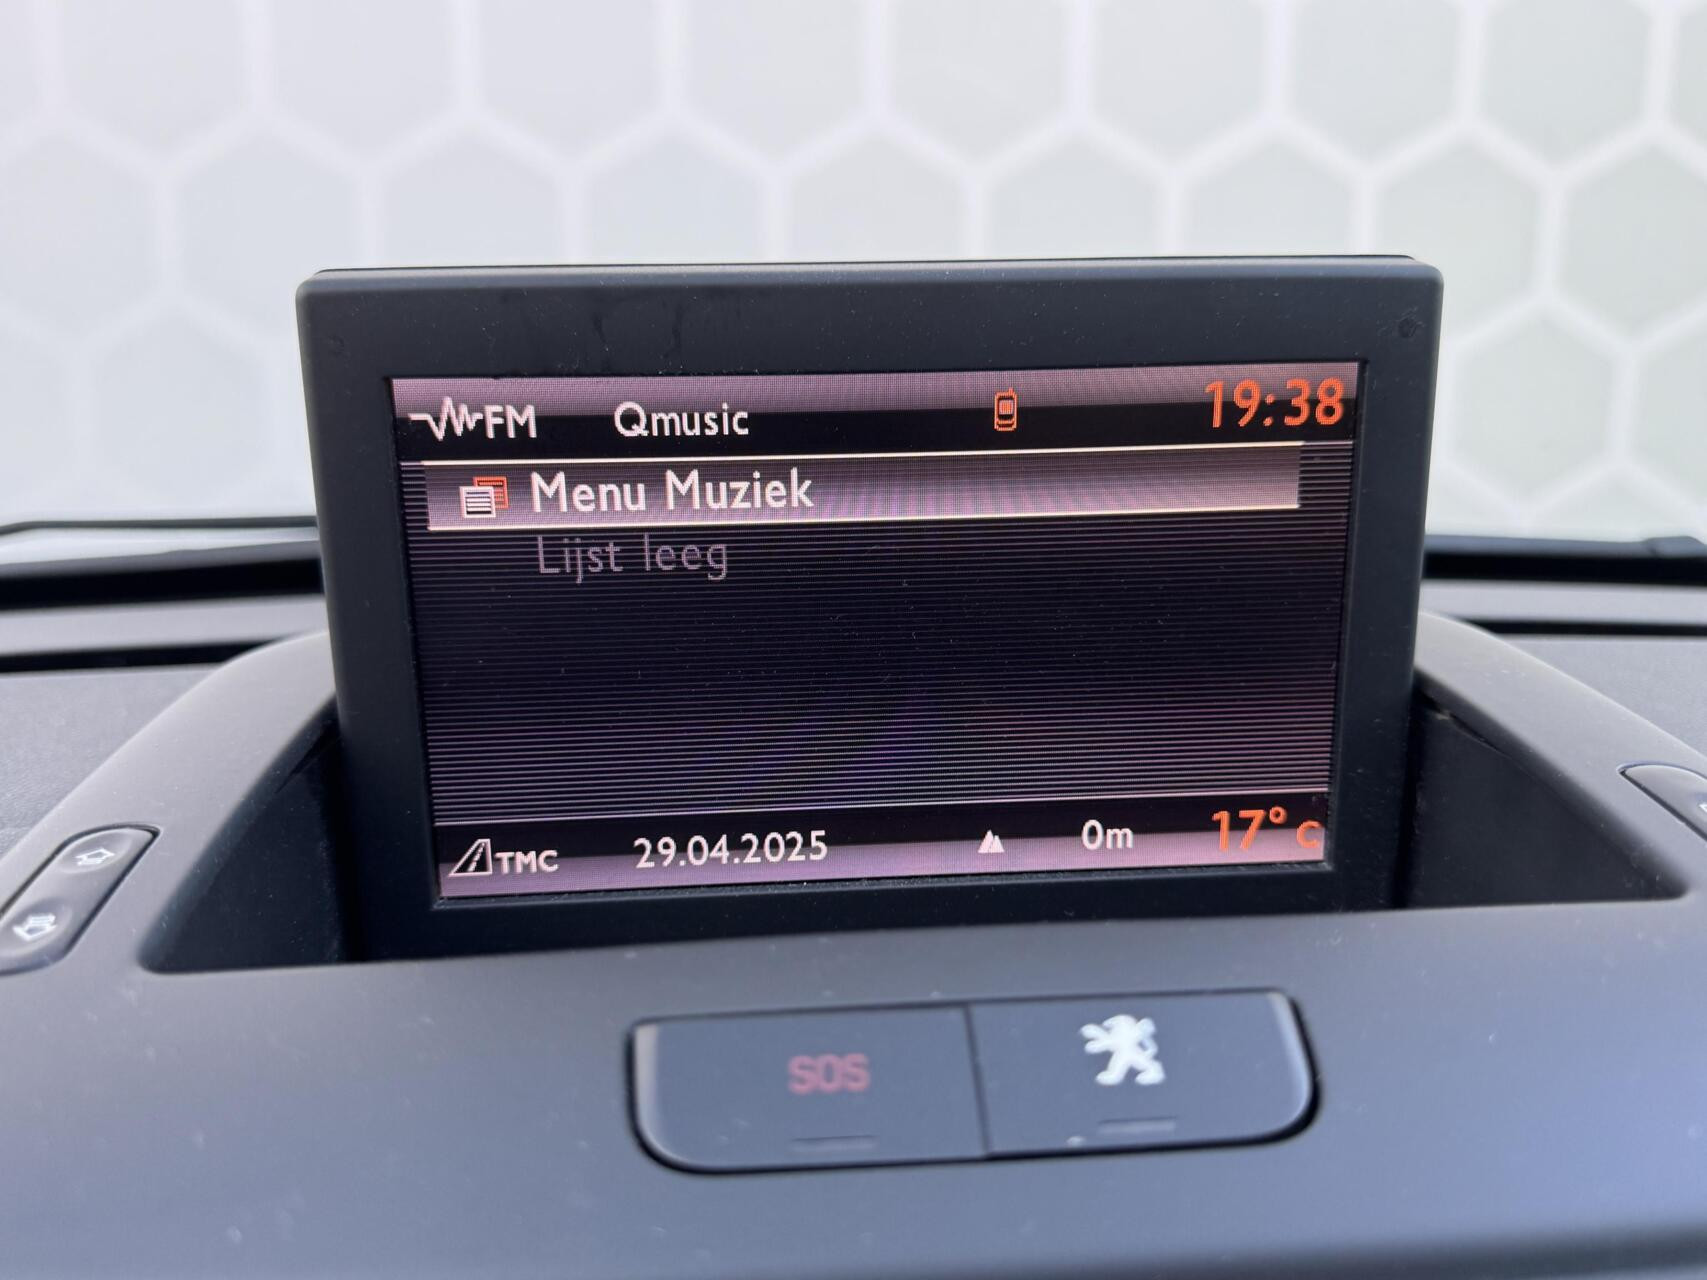 FM Qmusic 19:38
Menu Muziek
Lijst leeg
TMC 29.04.2025 0m 17° c
SOS